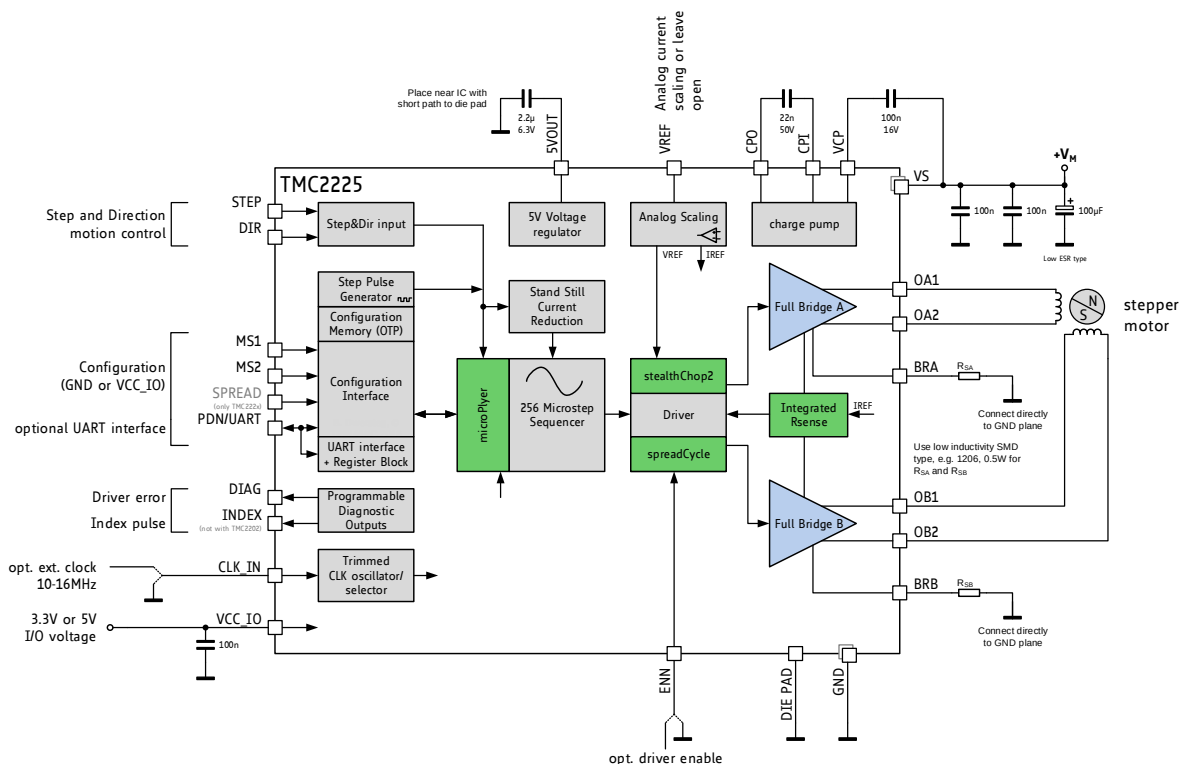 Place near IC with
short path to die pad
2.2µ
6.3V
5VOUT
Analog current
scaling or leave
open
VREF
22n
50V
CPO
CPI
VCP
100n
16V
+VM
VS
100n
100n
+
100µF
Low ESR type
TMC2225
Step and Direction
motion control
STEP
DIR
Step&Dir input
5V Voltage
regulator
Analog Scaling
VREF
IREF
charge pump
Step Pulse
Generator
Configuration
Memory (OTP)
Configuration
Interface
UART interface
+ Register Block
Stand Still
Current
Reduction
microPlyer
256 Microstep
Sequencer
stealthChop2
Driver
spreadCycle
Integrated
Rsense
IREF
Full Bridge A
Full Bridge B
OA1
OA2
N
S
stepper
motor
BRA
RSA
Connect directly
to GND plane
Use low inductivity SMD
type, e.g. 1206, 0.5W for
RSA and RSB
OB1
OB2
BRB
RSB
Connect directly
to GND plane
Configuration
(GND or VCC_IO)
optional UART interface
MS1
MS2
SPREAD
(only TMC222x)
PDN/UART
Driver error
Index pulse
DIAG
INDEX
(not with TMC2202)
Programmable
Diagnostic
Outputs
opt. ext. clock
10-16MHz
CLK_IN
Trimmed
CLK oscillator/
selector
3.3V or 5V
I/O voltage
VCC_IO
100n
ENN
DIE PAD
GND
opt. driver enable